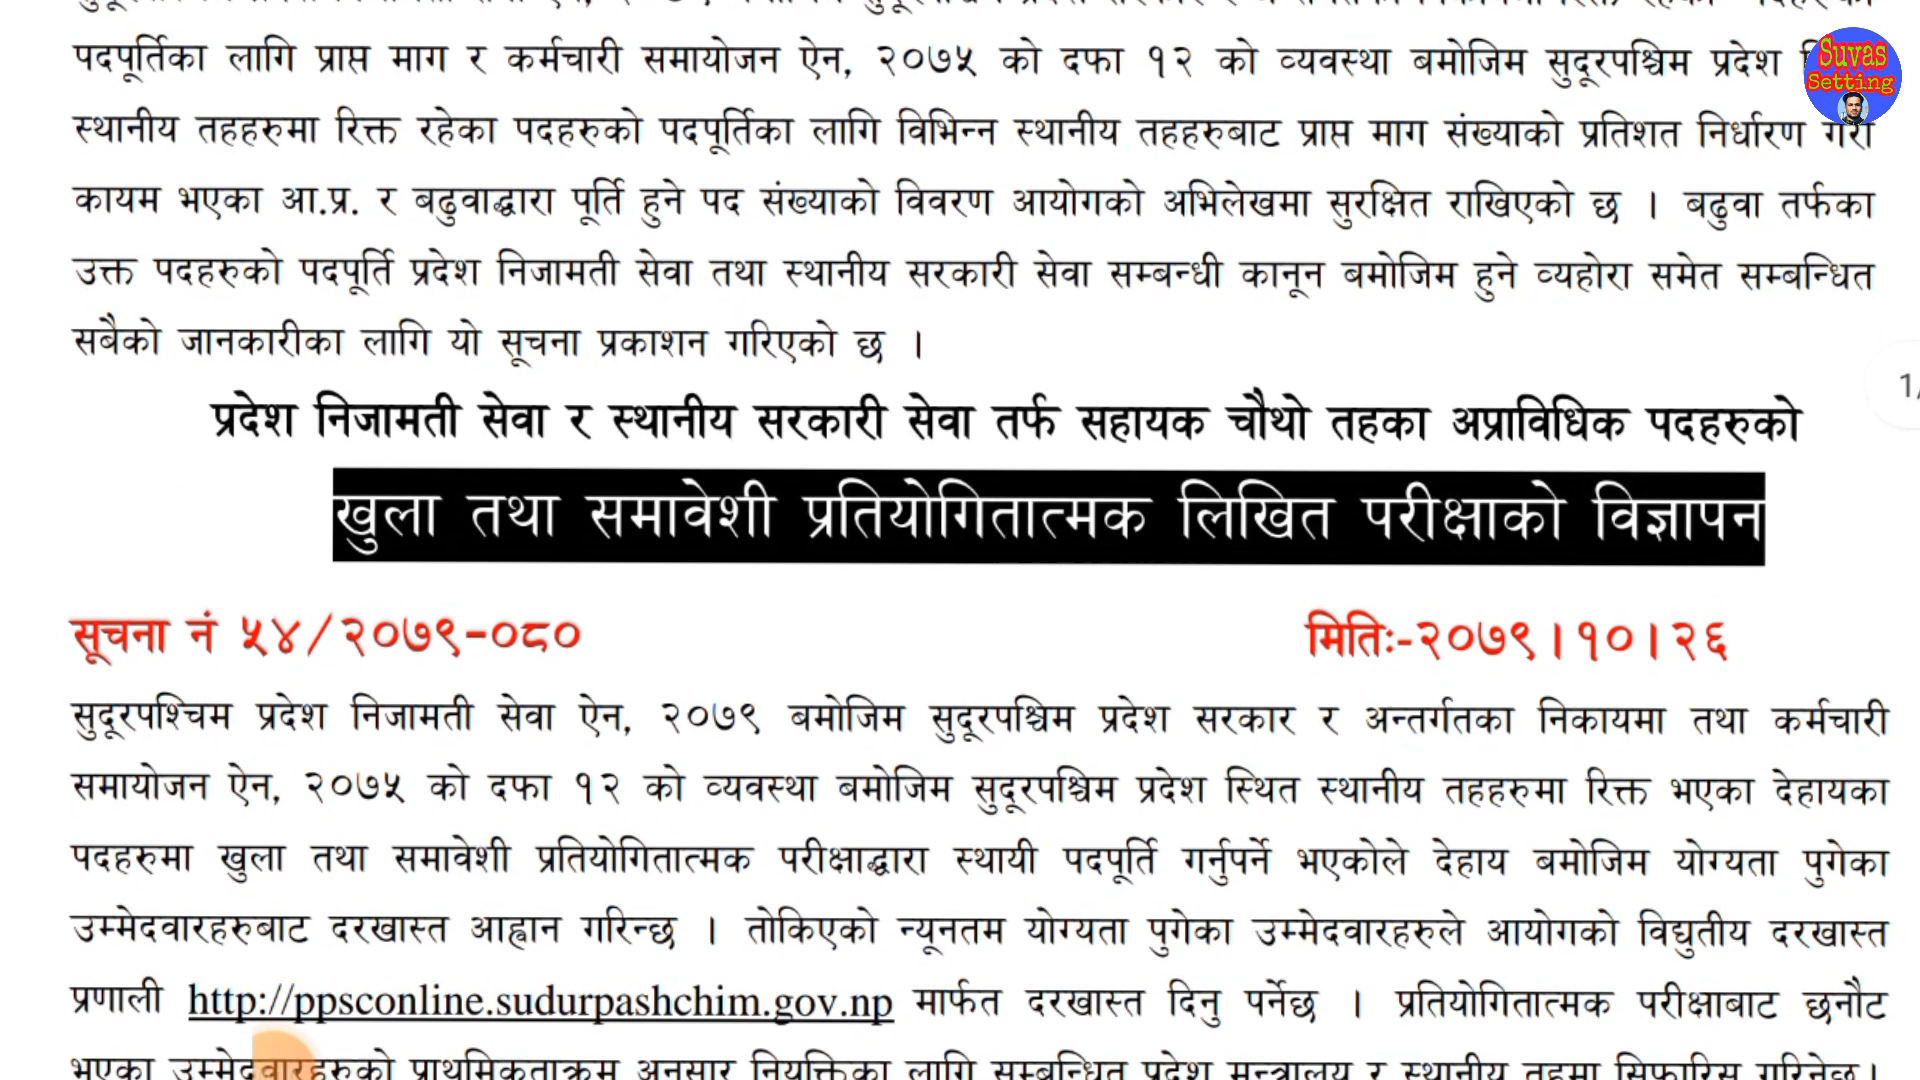 पदपूर्तिका लागि प्राप्त माग र कर्मचारी समायोजन ऐन, २०७५ को दफा १२ को व्यवस्था बमोजिम सुदूरपश्चिम प्रदेश
Suvas
Setting
स्थानीय तहहरुमा रिक्त रहेका पदहरुको पदपूर्तिका लागि विभिन्न स्थानीय तहहरुबाट प्राप्त माग संख्याको प्रतिशत निर्धारण गरी
कायम भएका आ.प्र. र बढुवाद्धारा पूर्ति हुने पद संख्याको विवरण आयोगको अभिलेखमा सुरक्षित राखिएको छ । बढुवा तर्फका
उक्त पदहरुको पदपूर्ति प्रदेश निजामती सेवा तथा स्थानीय सरकारी सेवा सम्बन्धी कानून बमोजिम हुने व्यहोरा समेत सम्बन्धित
सबैको जानकारीका लागि यो सूचना प्रकाशन गरिएको छ ।
प्रदेश निजामती सेवा र स्थानीय सरकारी सेवा तर्फ सहायक चौथो तहका अप्राविधिक पदहरुको
खुला तथा समावेशी प्रतियोगितात्मक लिखित परीक्षाको विज्ञापन
सूचना नं ५४/२०७९-०८० मितिः-२०७९।१०।२६
सुदूरपश्चिम प्रदेश निजामती सेवा ऐन, २०७९ बमोजिम सुदूरपश्चिम प्रदेश सरकार र अन्तर्गतका निकायमा तथा कर्मचारी
समायोजन ऐन, २०७५ को दफा १२ को व्यवस्था बमोजिम सुदूरपश्चिम प्रदेश स्थित स्थानीय तहहरुमा रिक्त भएका देहायका
पदहरुमा खुला तथा समावेशी प्रतियोगितात्मक परीक्षाद्धारा स्थायी पदपूर्ति गर्नुपर्ने भएकोले देहाय बमोजिम योग्यता पुगेका
उम्मेदवारहरुबाट दरखास्त आह्वान गरिन्छ । तोकिएको न्यूनतम योग्यता पुगेका उम्मेदवारहरुले आयोगको विद्युतीय दरखास्त
प्रणाली http://ppsconline.sudurpashchim.gov.np मार्फत दरखास्त दिनु पर्नेछ । प्रतियोगितात्मक परीक्षाबाट छनौट
भएका उम्मेदवारहरुको प्राथमिकताक्रम अनुसार नियुक्तिका लागि सम्बन्धित प्रदेश मन्त्रालय र स्थानीय तहमा सिफारिस गरिनेछ।